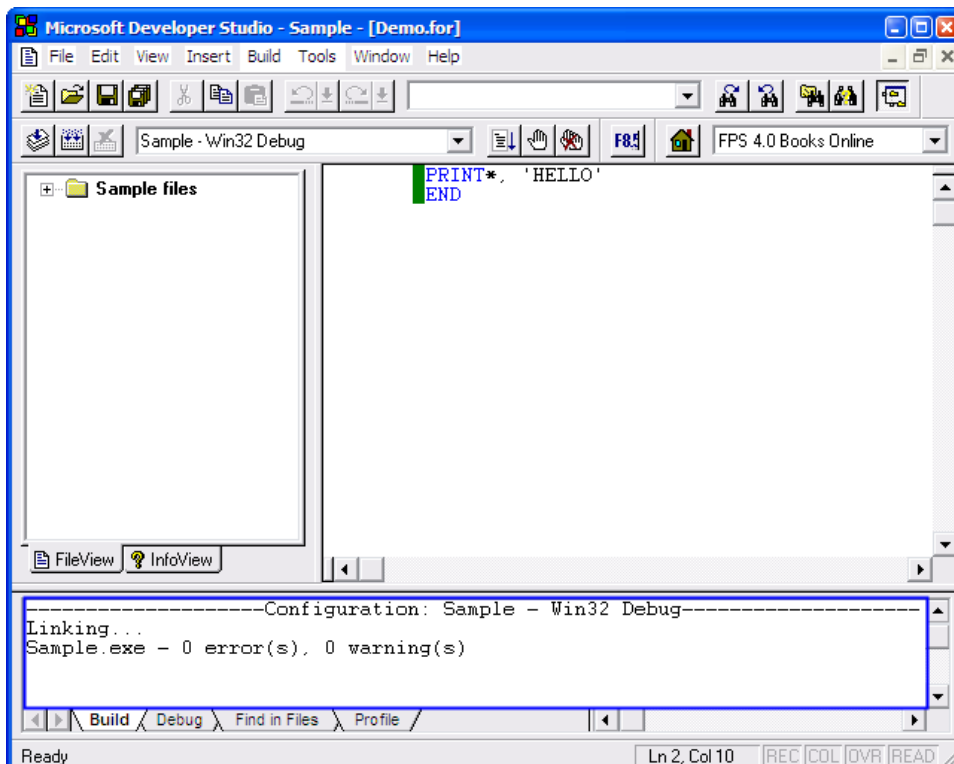 Microsoft Developer Studio - Sample - [Demo.for]
File Edit View Insert Build Tools Window Help
Sample - Win32 Debug
F8.5
FPS 4.0 Books Online
Sample files
PRINT*, 'HELLO'
END
FileView InfoView
--------------------Configuration: Sample - Win32 Debug--------------------
Linking...
Sample.exe - 0 error(s), 0 warning(s)
Build Debug Find in Files Profile
Ready Ln 2, Col 10 REC COL OVR READ